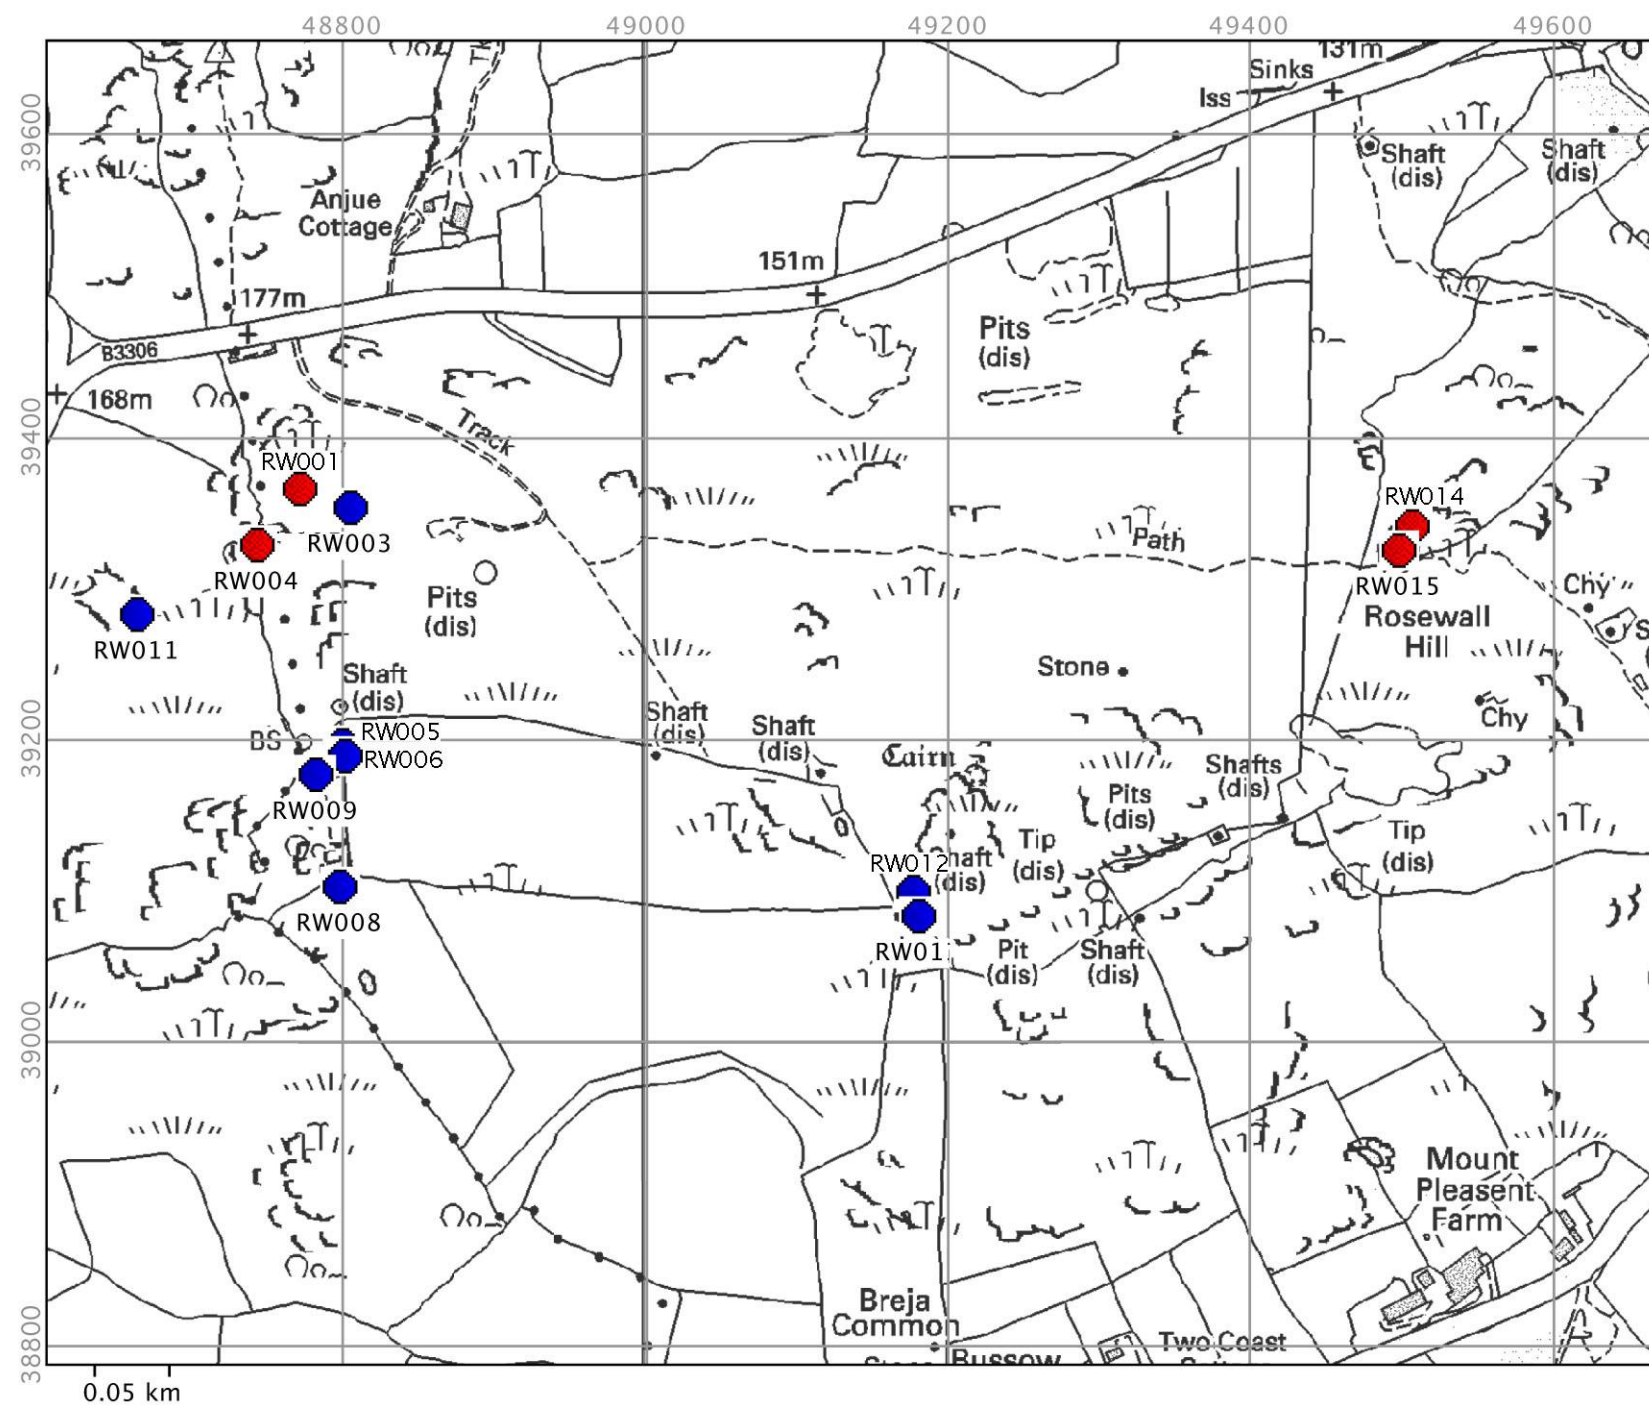 48800 49000 49200 49400 49600
131m
Sinks
Iss
39600
Shaft
(dis)
Shaft
(dis)
Anjue
Cottage
151m
177m
Pits
(dis)
B3306
168m
39400
Track
RW001
RW014
RW003
Path
RW004
RW015
Chy
Pits
(dis)
Rosewall
Hill
RW011
Stone
Shaft
(dis)
Shaft
(dis)
Chy
39200
BS
RW005
Shaft
(dis)
RW006
Cairn
Shafts
(dis)
RW009
Pits
(dis)
Tip
(dis)
Tip
(dis)
RW012
haft
(dis)
RW008
RW01
Pit
(dis)
Shaft
(dis)
39000
Mount
Pleasent
Farm
Breja
Common
38800
Two Coast
Bussow
0.05 km